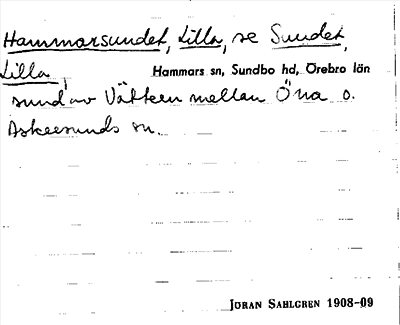 Hammarsundet, Lilla, se Sundet,
Lilla,
Hammars sn, Sundbo hd, Örebro län
sund av Vättern mellan Öna o.
Askersunds sn.
JÖRAN SAHLGREN 1908-09